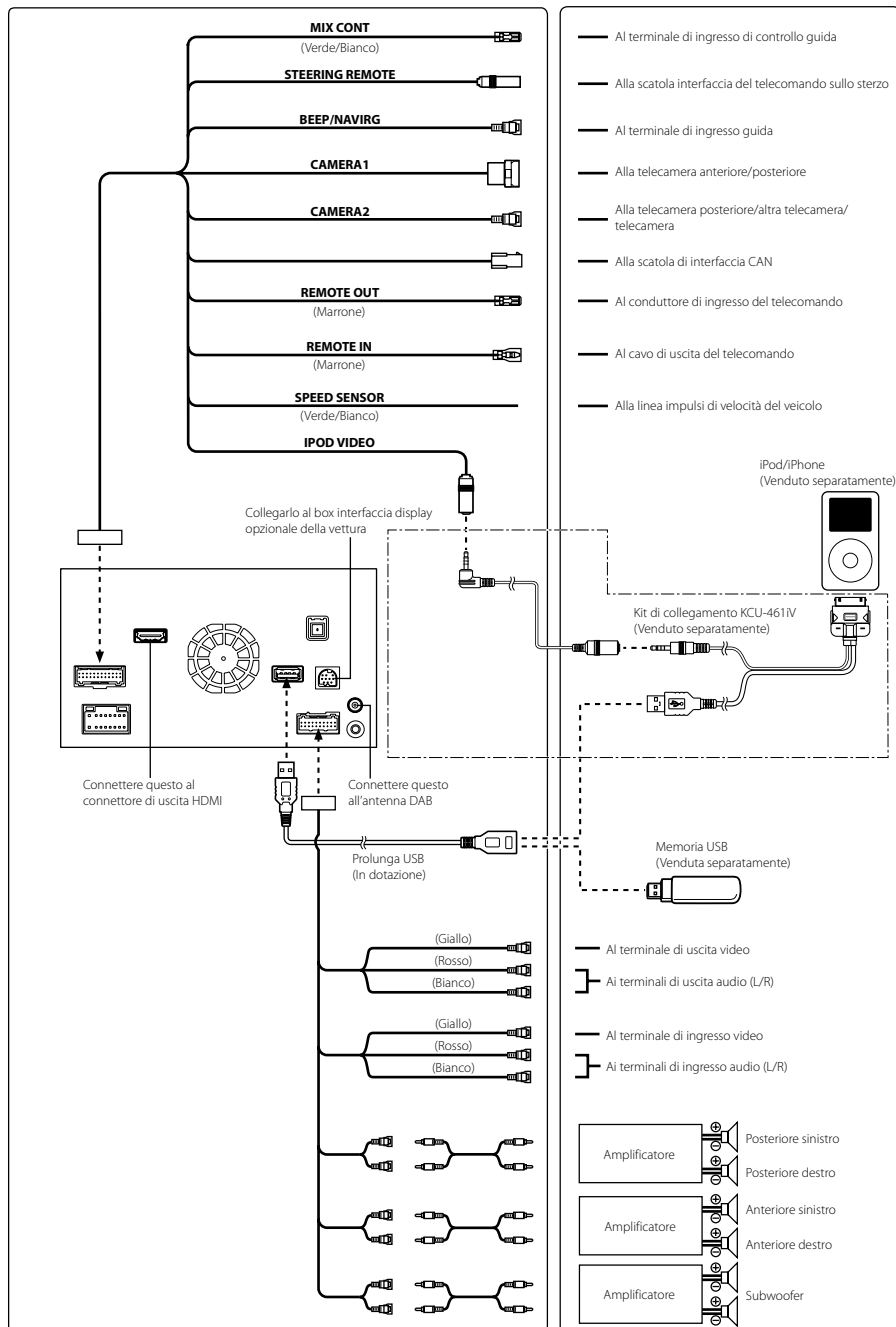 MIX CONT
(Verde/Bianco)
Al terminale di ingresso di controllo guida
STEERING REMOTE
Alla scatola interfaccia del telecomando sullo sterzo
BEEP/NAVIRG
Al terminale di ingresso guida
CAMERA1
Alla telecamera anteriore/posteriore
CAMERA2
Alla telecamera posteriore/altra telecamera/
telecamera
Alla scatola di interfaccia CAN
REMOTE OUT
(Marrone)
Al conduttore di ingresso del telecomando
REMOTE IN
(Marrone)
Al cavo di uscita del telecomando
SPEED SENSOR
(Verde/Bianco)
Alla linea impulsi di velocità del veicolo
IPOD VIDEO
iPod/iPhone
(Venduto separatamente)
Collegarlo al box interfaccia display
opzionale della vettura
Kit di collegamento KCU-461iV
(Venduto separatamente)
Connettere questo al
connettore di uscita HDMI
Connettere questo
all'antenna DAB
Prolunga USB
(In dotazione)
Memoria USB
(Venduta separatamente)
(Giallo)
Al terminale di uscita video
(Rosso)
Ai terminali di uscita audio (L/R)
(Bianco)
(Giallo)
Al terminale di ingresso video
(Rosso)
Ai terminali di ingresso audio (L/R)
(Bianco)
Amplificatore
Posteriore sinistro
Posteriore destro
Amplificatore
Anteriore sinistro
Anteriore destro
Amplificatore
Subwoofer